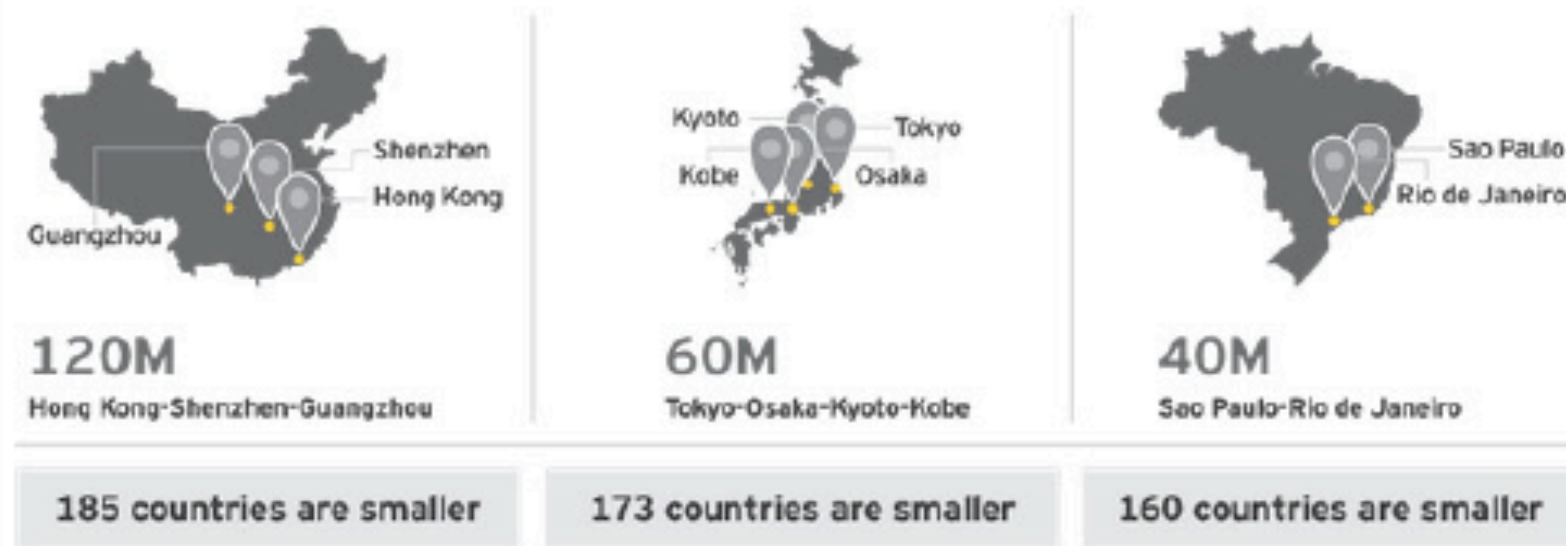 Shenzhen
Hong Kong
Guangzhou
120M
Hong Kong-Shenzhen-Guangzhou
185 countries are smaller
Kyoto
Tokyo
Kobe
Osaka
60M
Tokyo-Osaka-Kyoto-Kobe
173 countries are smaller
Sao Paulo
Rio de Janeiro
40M
Sao Paulo-Rio de Janeiro
160 countries are smaller